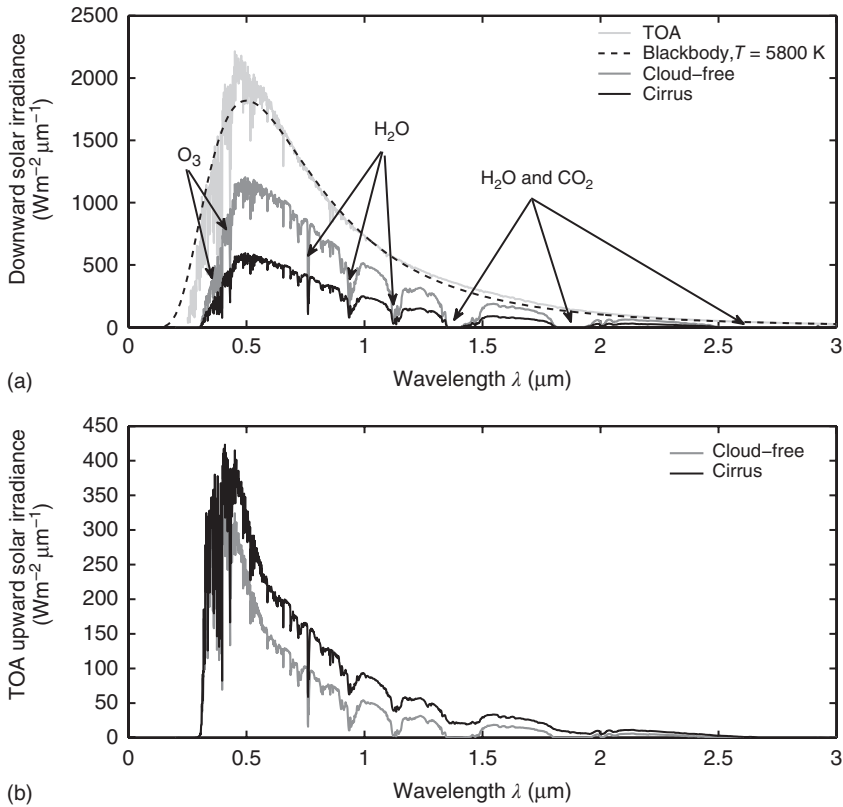 2500
2000
1500
1000
500
0
Downward solar irradiance
(Wm⁻² μm⁻¹)
TOA
Blackbody, T = 5800 K
Cloud–free
Cirrus
O₃
H₂O
H₂O and CO₂
0 0.5 1 1.5 2 2.5 3
Wavelength λ (μm)
(a)
450
400
350
300
250
200
150
100
50
0
TOA upward solar irradiance
(Wm⁻² μm⁻¹)
Cloud–free
Cirrus
0 0.5 1 1.5 2 2.5 3
Wavelength λ (μm)
(b)